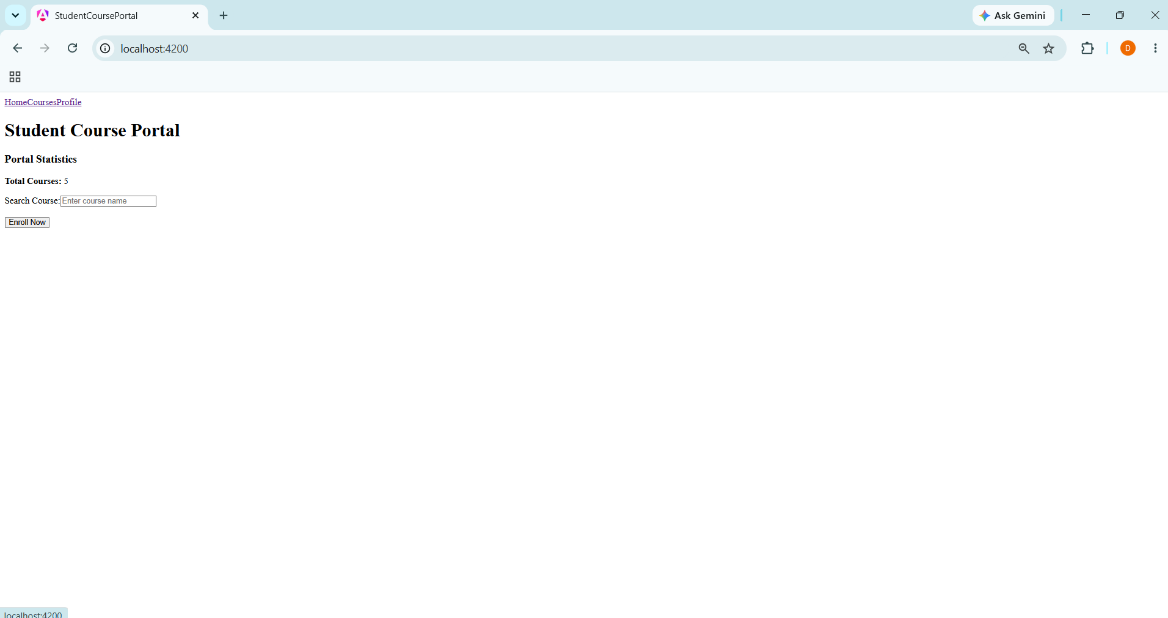 StudentCoursePortal
Ask Gemini
localhost:4200
D
HomeCoursesProfile
Student Course Portal
Portal Statistics
Total Courses: 5
Search Course:Enter course name
Enroll Now
localhost:4200